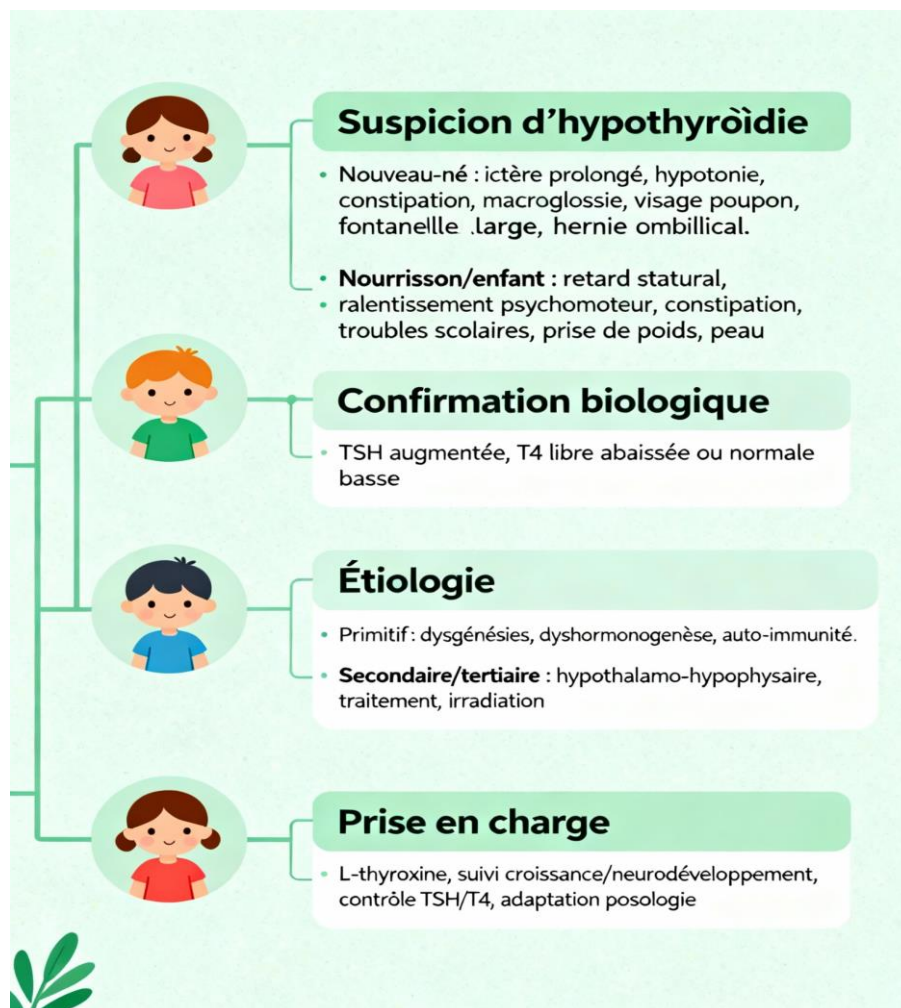 Suspicion d’hypothyròïdie
• Nouveau-né : ictère prolongé, hypotonie,
constipation, macroglossie, visage poupon,
fontanelle .large, hernie ombillical.
• Nourrisson/enfant : retard statural,
• ralentissement psychomoteur, constipation,
troubles scolaires, prise de poids, peau
Confirmation biologique
• TSH augmentée, T4 libre abaissée ou normale
basse
Étiologie
• Primitif : dysgénésies, dyshormonogenèse, auto-immunité.
• Secondaire/tertiaire : hypothalamo-hypophysaire,
traitement, irradiation
Prise en charge
• L-thyroxine, suivi croissance/neurodéveloppement,
contrôle TSH/T4, adaptation posologie